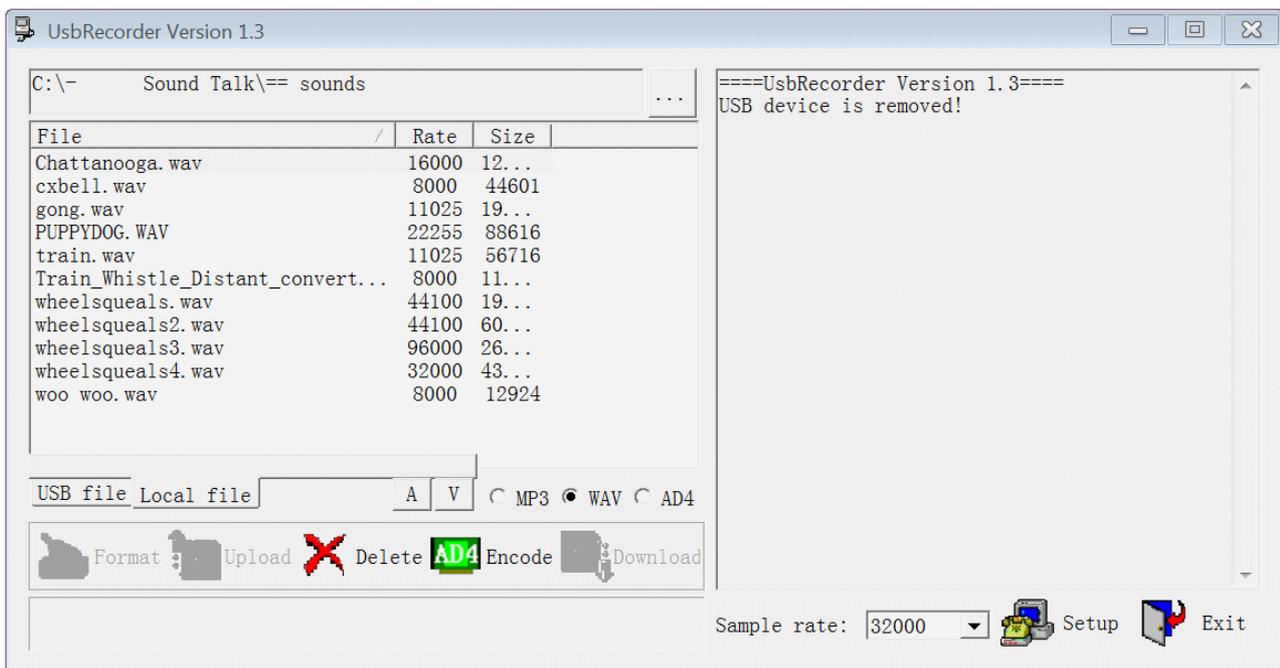 UsbRecorder Version 1.3
C:\- Sound Talk\== sounds
...
====UsbRecorder Version 1.3====
USB device is removed!
File / Rate Size
Chattanooga.wav 16000 12...
cxbell.wav 8000 44601
gong.wav 11025 19...
PUPPYDOG.WAV 22255 88616
train.wav 11025 56716
Train_Whistle_Distant_convert... 8000 11...
wheelsqueals.wav 44100 19...
wheelsqueals2.wav 44100 60...
wheelsqueals3.wav 96000 26...
wheelsqueals4.wav 32000 43...
woo woo.wav 8000 12924
USB file Local file A V MP3 WAV AD4
Format Upload Delete AD4 Encode Download
Sample rate: 32000 Setup Exit